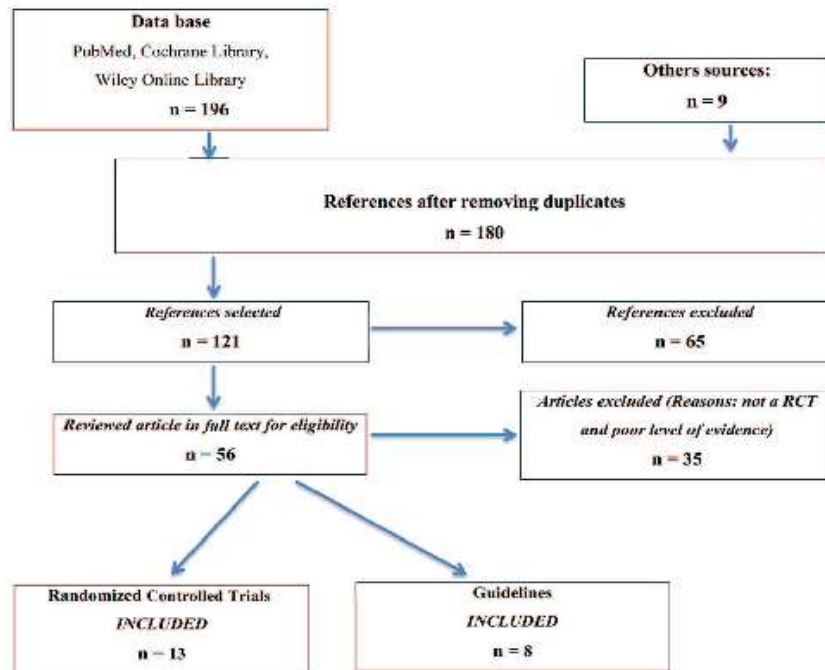 Data base
PubMed, Cochrane Library,
Wiley Online Library
n = 196
Others sources:
n = 9
References after removing duplicates
n = 180
References selected
n = 121
References excluded
n = 65
Reviewed article in full text for eligibility
n = 56
Articles excluded (Reasons: not a RCT
and poor level of evidence)
n = 35
Randomized Controlled Trials
INCLUDED
n = 13
Guidelines
INCLUDED
n = 8